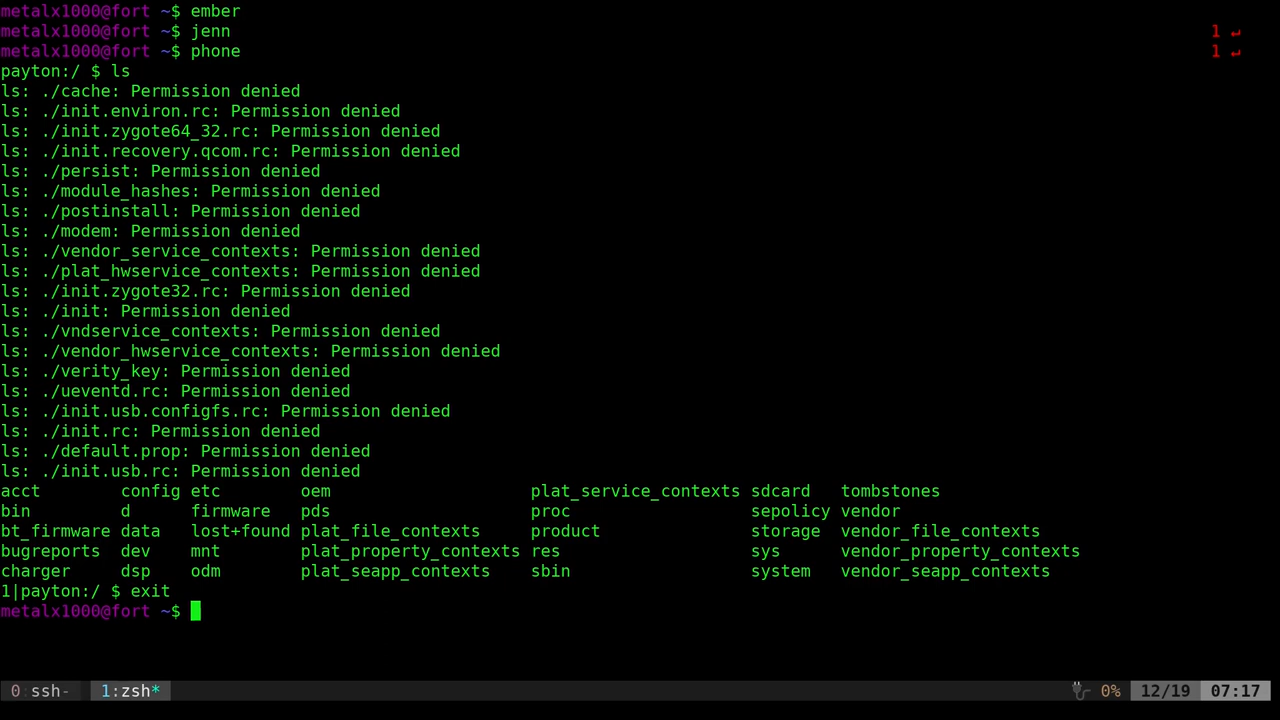 metalx1000@fort ~$ ember
metalx1000@fort ~$ jenn 1 ↵
metalx1000@fort ~$ phone 1 ↵
payton:/ $ ls
ls: ./cache: Permission denied
ls: ./init.environ.rc: Permission denied
ls: ./init.zygote64_32.rc: Permission denied
ls: ./init.recovery.qcom.rc: Permission denied
ls: ./persist: Permission denied
ls: ./module_hashes: Permission denied
ls: ./postinstall: Permission denied
ls: ./modem: Permission denied
ls: ./vendor_service_contexts: Permission denied
ls: ./plat_hwservice_contexts: Permission denied
ls: ./init.zygote32.rc: Permission denied
ls: ./init: Permission denied
ls: ./vndservice_contexts: Permission denied
ls: ./vendor_hwservice_contexts: Permission denied
ls: ./verity_key: Permission denied
ls: ./ueventd.rc: Permission denied
ls: ./init.usb.configfs.rc: Permission denied
ls: ./init.rc: Permission denied
ls: ./default.prop: Permission denied
ls: ./init.usb.rc: Permission denied
acct config etc oem plat_service_contexts sdcard tombstones
bin d firmware pds proc sepolicy vendor
bt_firmware data lost+found plat_file_contexts product storage vendor_file_contexts
bugreports dev mnt plat_property_contexts res sys vendor_property_contexts
charger dsp odm plat_seapp_contexts sbin system vendor_seapp_contexts
1|payton:/ $ exit
metalx1000@fort ~$
0 ssh- 1:zsh* 0% 12/19 07:17